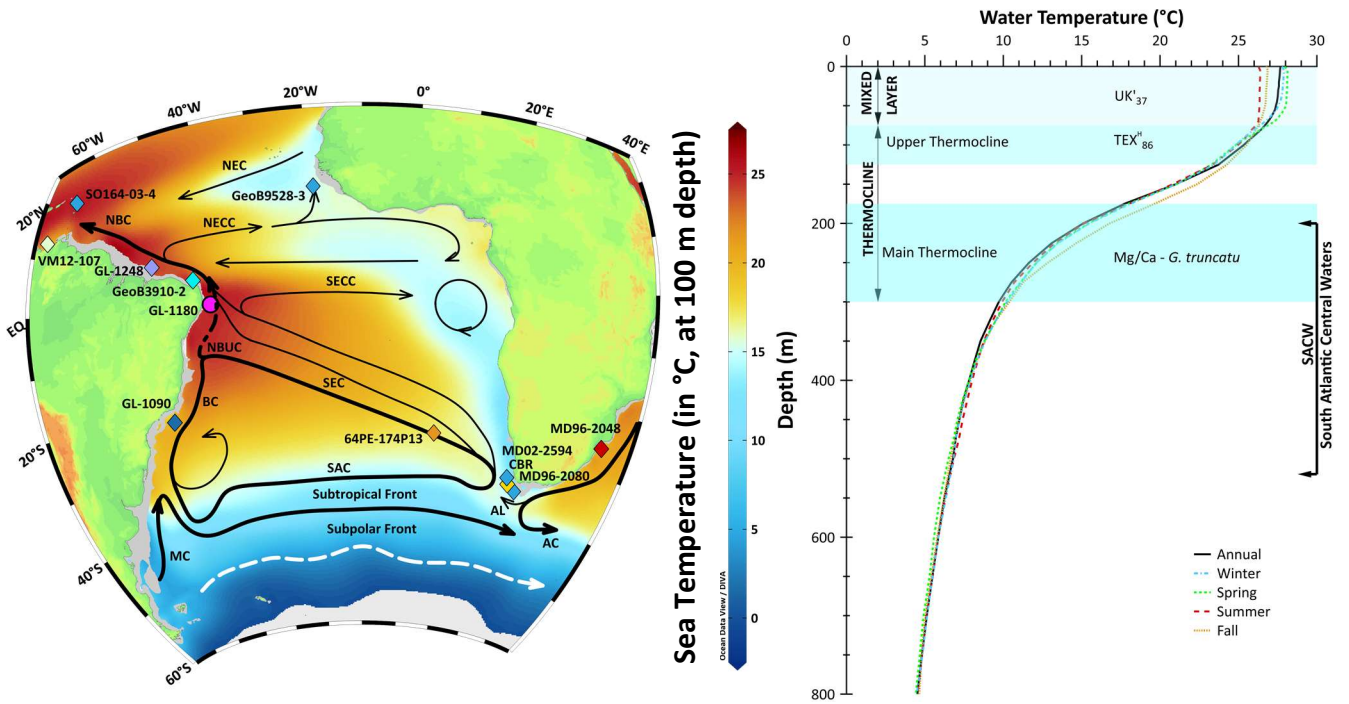 60°W
40°W
20°W
0°
20°E
40°E
20°N
EQ
20°S
40°S
60°S
NEC
GeoB9528-3
SO164-03-4
NBC
NECC
VM12-107
GL-1248
GeoB3910-2
GL-1180
SECC
NBUC
SEC
BC
GL-1090
64PE-174P13
MD96-2048
MD02-2594
CBR
MD96-2080
SAC
Subtropical Front
Subpolar Front
AL
AC
MC
Ocean Data View / DIVA
Sea Temperature (in °C, at 100 m depth)
25
20
15
10
5
0
Water Temperature (°C)
0 5 10 15 20 25 30
Depth (m)
0
200
400
600
800
MIXED
LAYER
UK'37
Upper Thermocline
TEXᴴ86
THERMOCLINE
Main Thermocline
Mg/Ca - G. truncatu
SACW
South Atlantic Central Waters
Annual
Winter
Spring
Summer
Fall